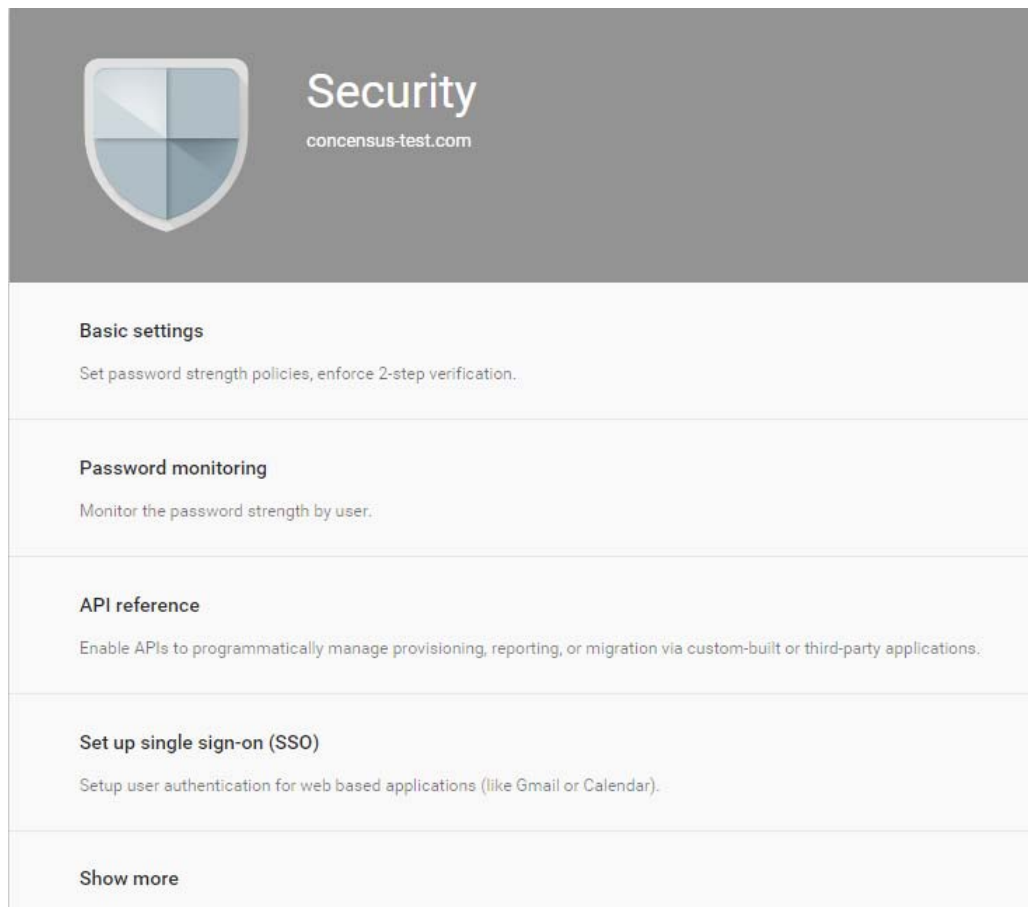 Security
concensus-test.com
Basic settings
Set password strength policies, enforce 2-step verification.
Password monitoring
Monitor the password strength by user.
API reference
Enable APIs to programmatically manage provisioning, reporting, or migration via custom-built or third-party applications.
Set up single sign-on (SSO)
Setup user authentication for web based applications (like Gmail or Calendar).
Show more